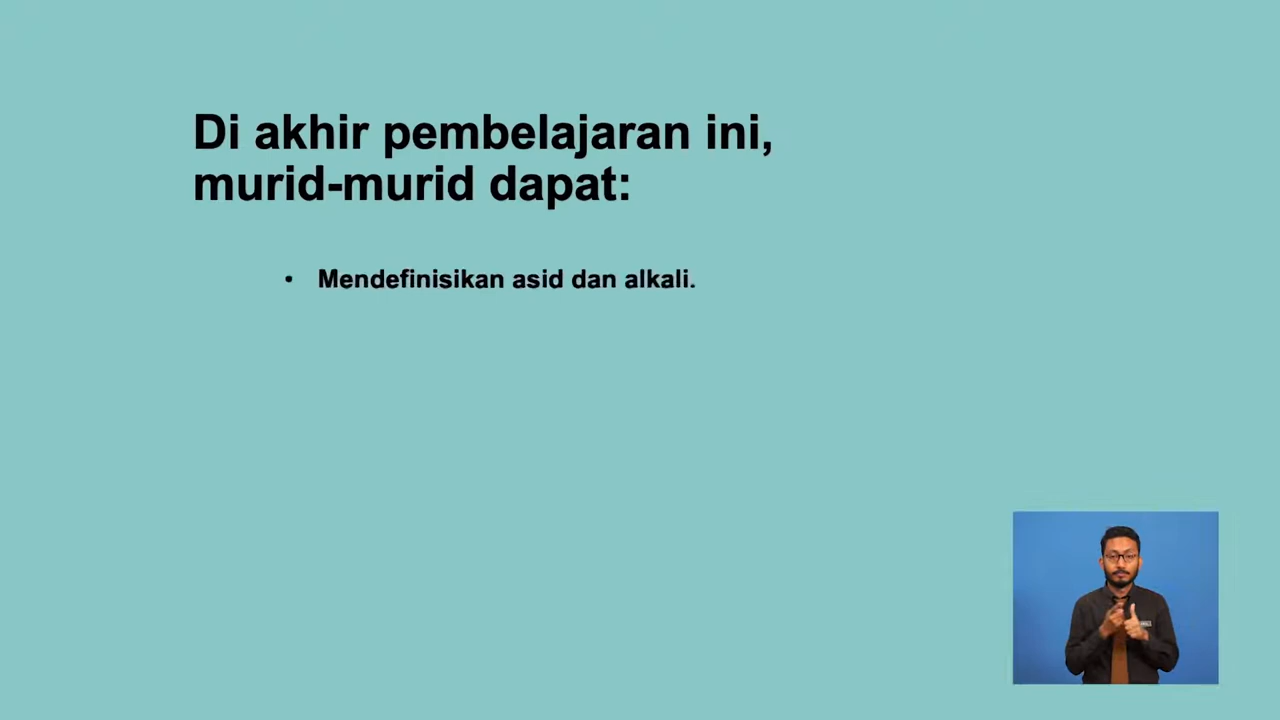 Di akhir pembelajaran ini,
murid-murid dapat:
• Mendefinisikan asid dan alkali.